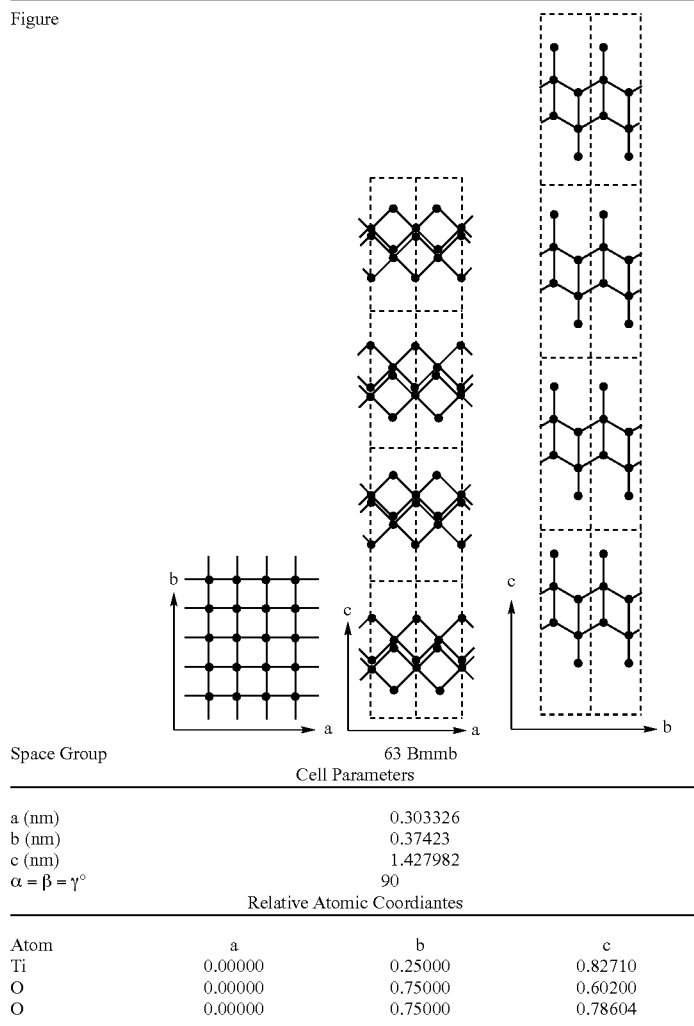 Figure
c
c
b
b
a
a
Space Group 63 Bmmb
Cell Parameters
a (nm) 0.303326
b (nm) 0.37423
c (nm) 1.427982
α = β = γ° 90
Relative Atomic Coordiantes
Atom a b c
Ti 0.00000 0.25000 0.82710
O 0.00000 0.75000 0.60200
O 0.00000 0.75000 0.78604